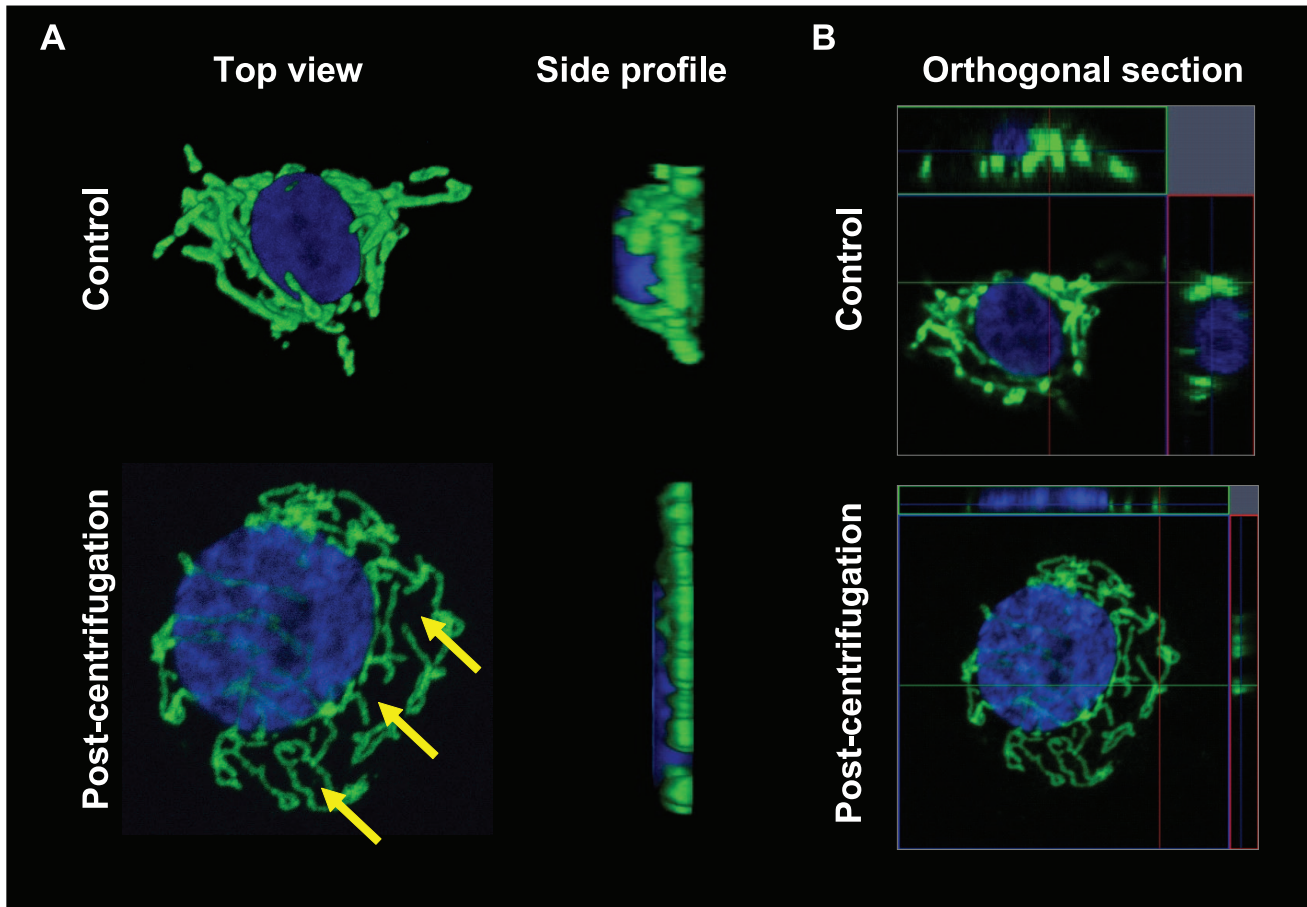 A
B
Top view
Side profile
Orthogonal section
Control
Control
Post-centrifugation
Post-centrifugation